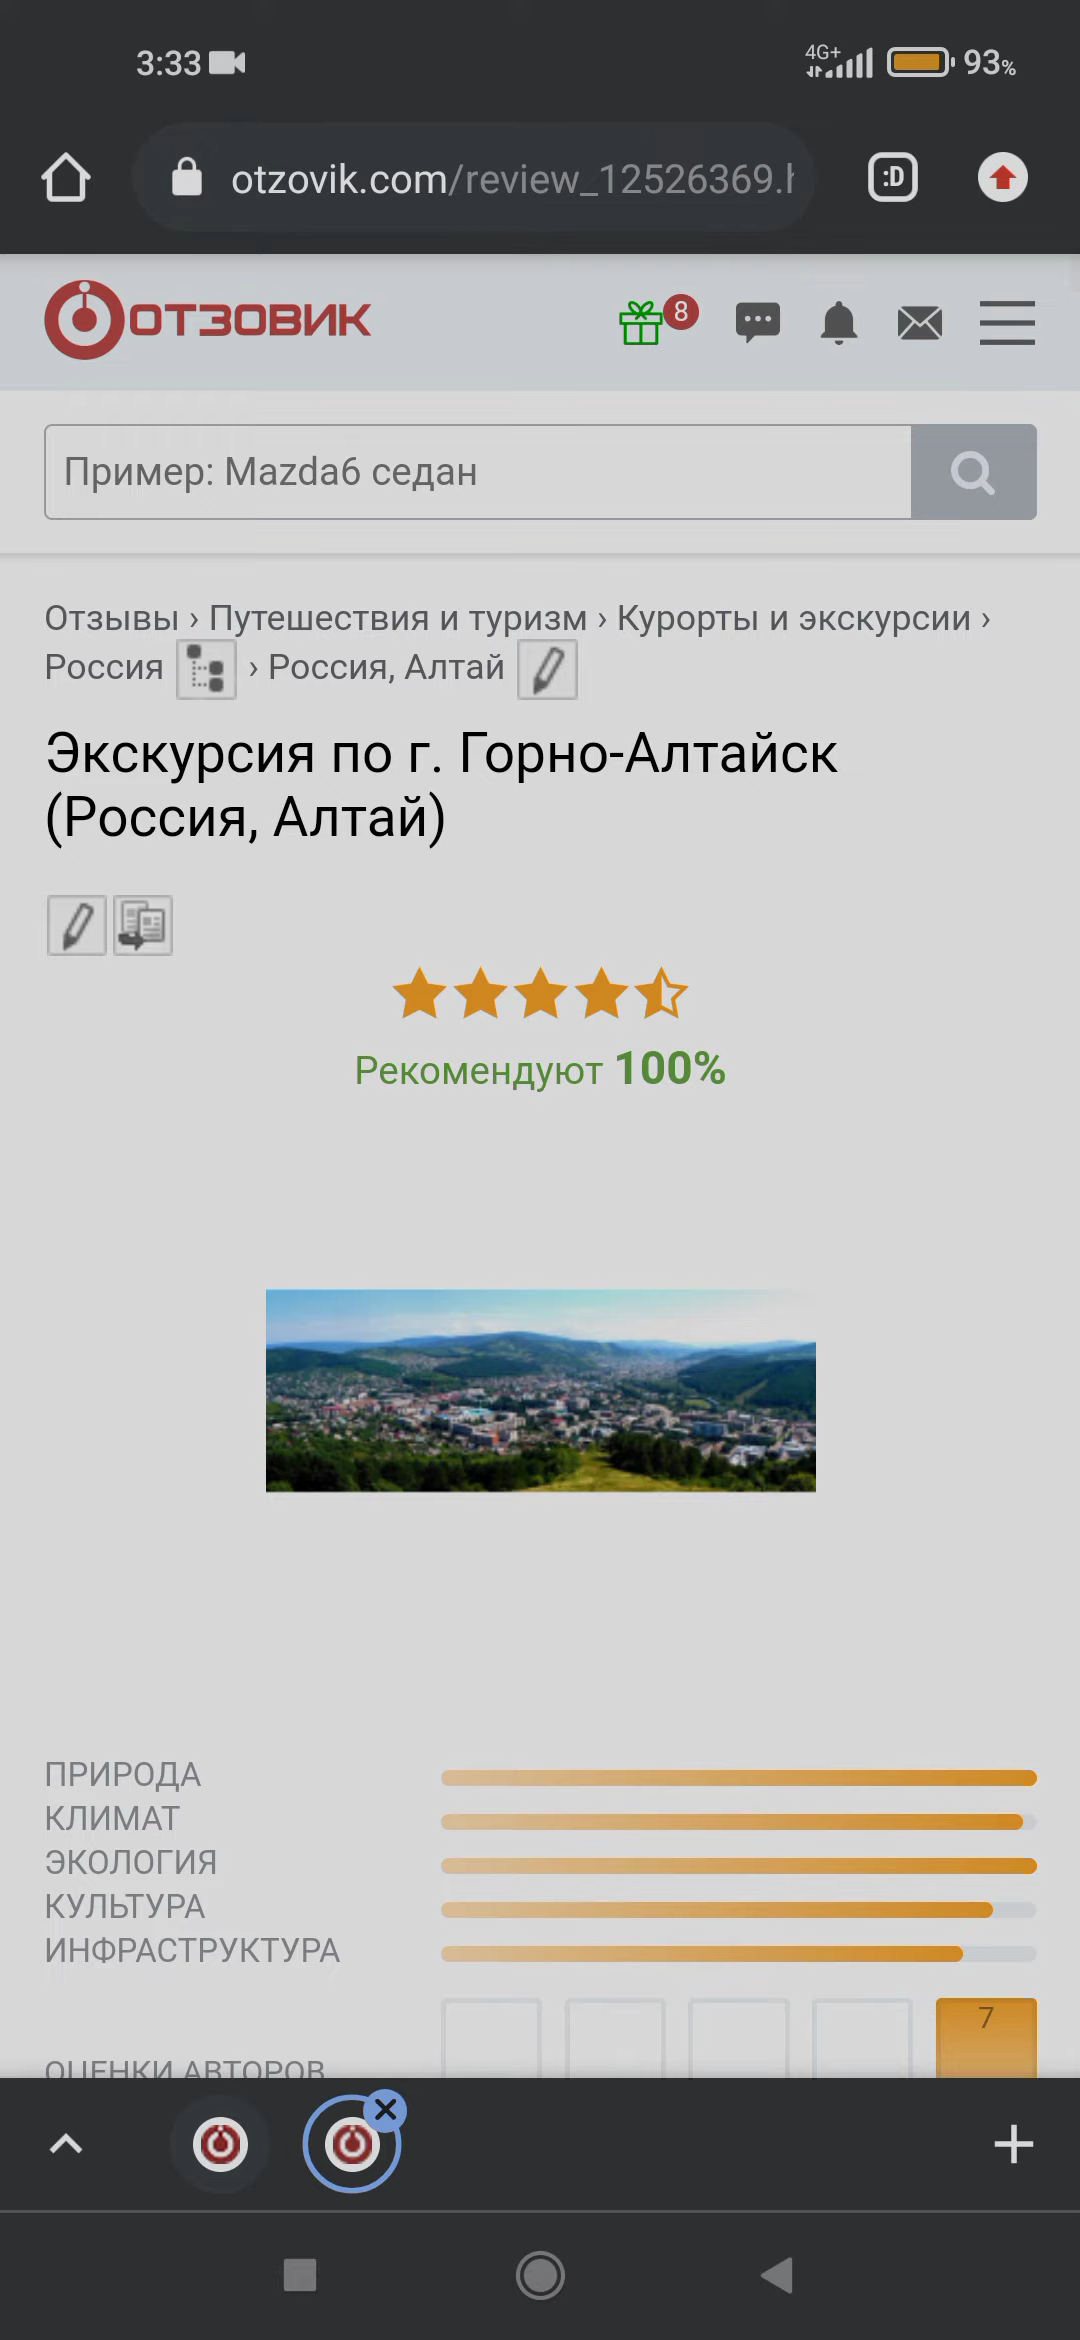 3:33
4G+
93%
otzovik.com/review_12526369.h
:D
ОТЗОВИК
8
Пример: Mazda6 седан
Отзывы › Путешествия и туризм › Курорты и экскурсии ›
Россия › Россия, Алтай
Экскурсия по г. Горно-Алтайск
(Россия, Алтай)
Рекомендуют 100%
ПРИРОДА
КЛИМАТ
ЭКОЛОГИЯ
КУЛЬТУРА
ИНФРАСТРУКТУРА
7
ОЦЕНКИ АВТОРОВ